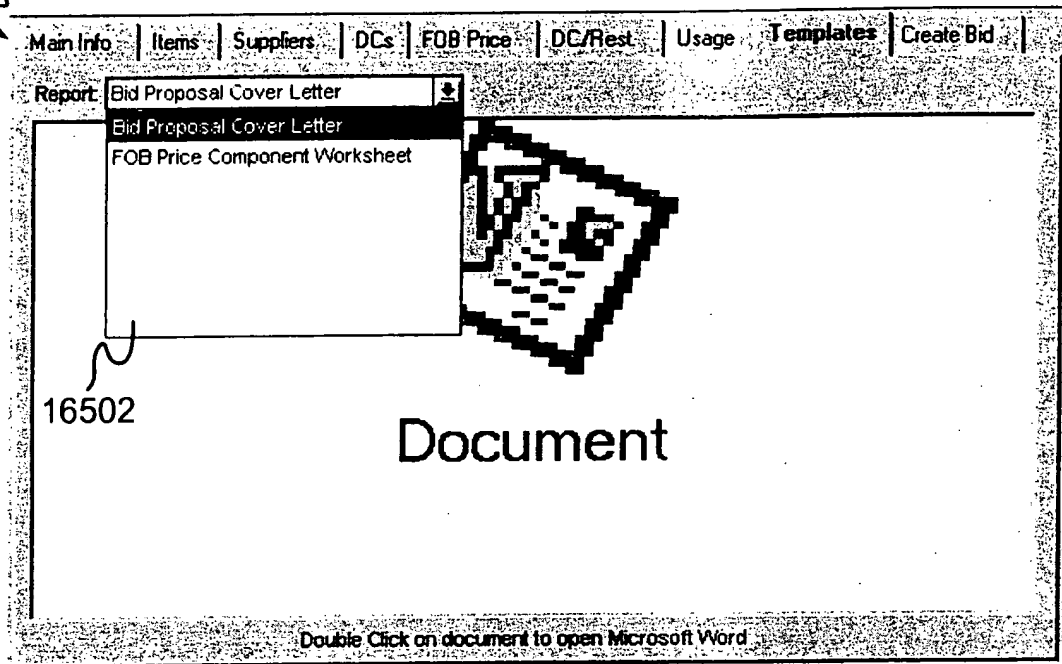 Main Info Items Suppliers DCs FOB Price DC/Rest Usage Templates Create Bid
Report: Bid Proposal Cover Letter
Bid Proposal Cover Letter
FOB Price Component Worksheet
16502
Document
Double Click on document to open Microsoft Word